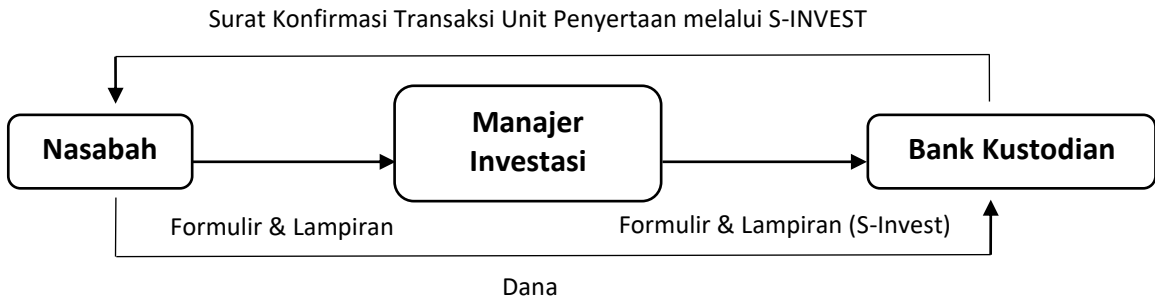 Surat Konfirmasi Transaksi Unit Penyertaan melalui S-INVEST
Nasabah
Manajer
Investasi
Bank Kustodian
Formulir & Lampiran
Formulir & Lampiran (S-Invest)
Dana